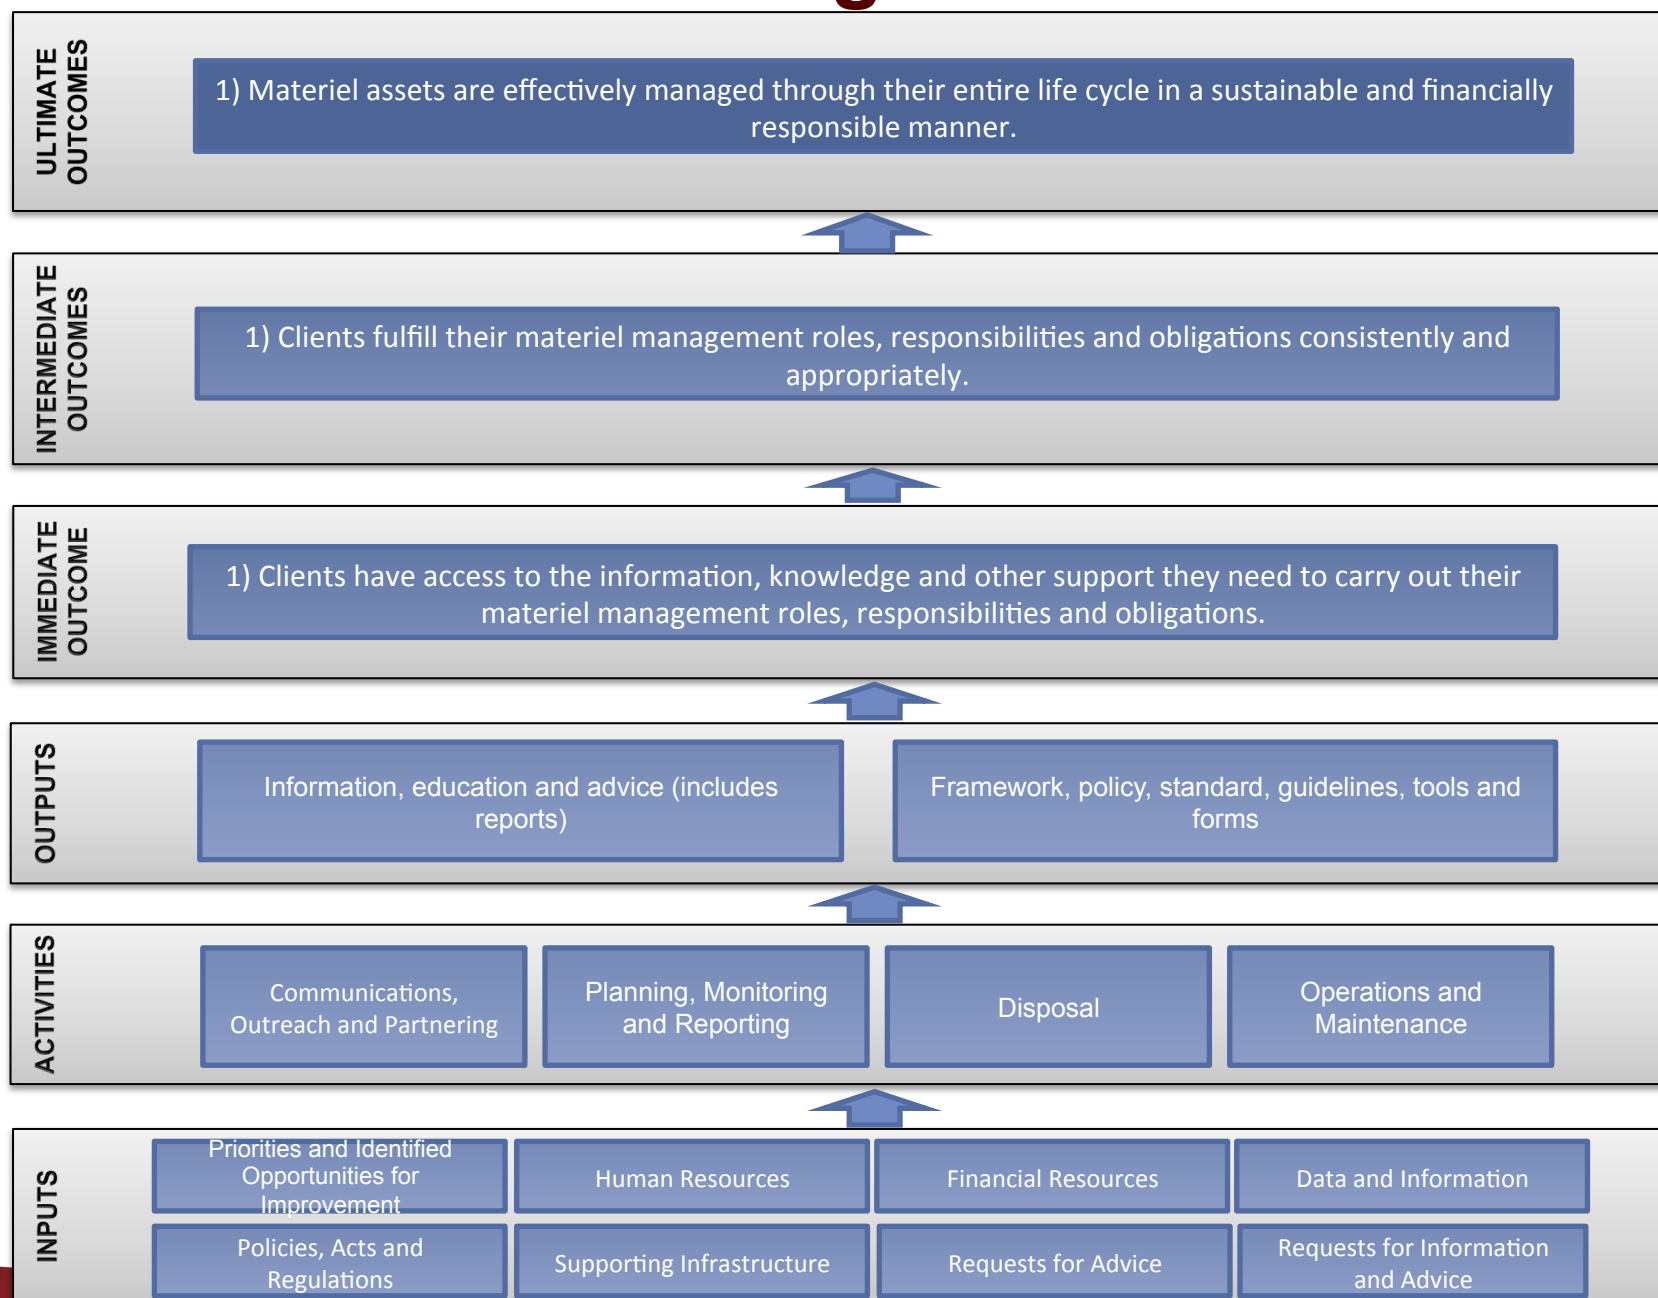 ULTIMATE
OUTCOMES
1) Materiel assets are effectively managed through their entire life cycle in a sustainable and financially
responsible manner.
INTERMEDIATE
OUTCOMES
1) Clients fulfill their materiel management roles, responsibilities and obligations consistently and
appropriately.
IMMEDIATE
OUTCOME
1) Clients have access to the information, knowledge and other support they need to carry out their
materiel management roles, responsibilities and obligations.
OUTPUTS
Information, education and advice (includes
reports)
Framework, policy, standard, guidelines, tools and
forms
ACTIVITIES
Communications,
Outreach and Partnering
Planning, Monitoring
and Reporting
Disposal
Operations and
Maintenance
INPUTS
Priorities and Identified
Opportunities for
Improvement
Human Resources
Financial Resources
Data and Information
Policies, Acts and
Regulations
Supporting Infrastructure
Requests for Advice
Requests for Information
and Advice